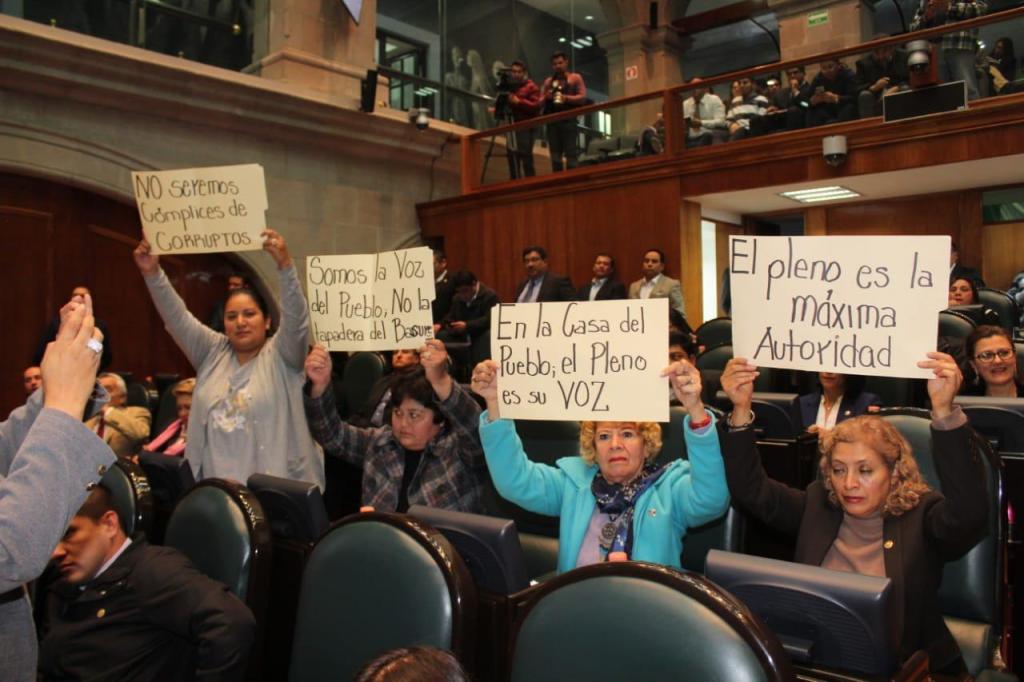 NO seremos
Cómplices de
CORRUPTOS
Somos la Voz
del Pueblo, No la
tapadera del Basure
En la Casa del
Pueblo; el Pleno
es su VOZ
El pleno es la
máxima
Autoridad